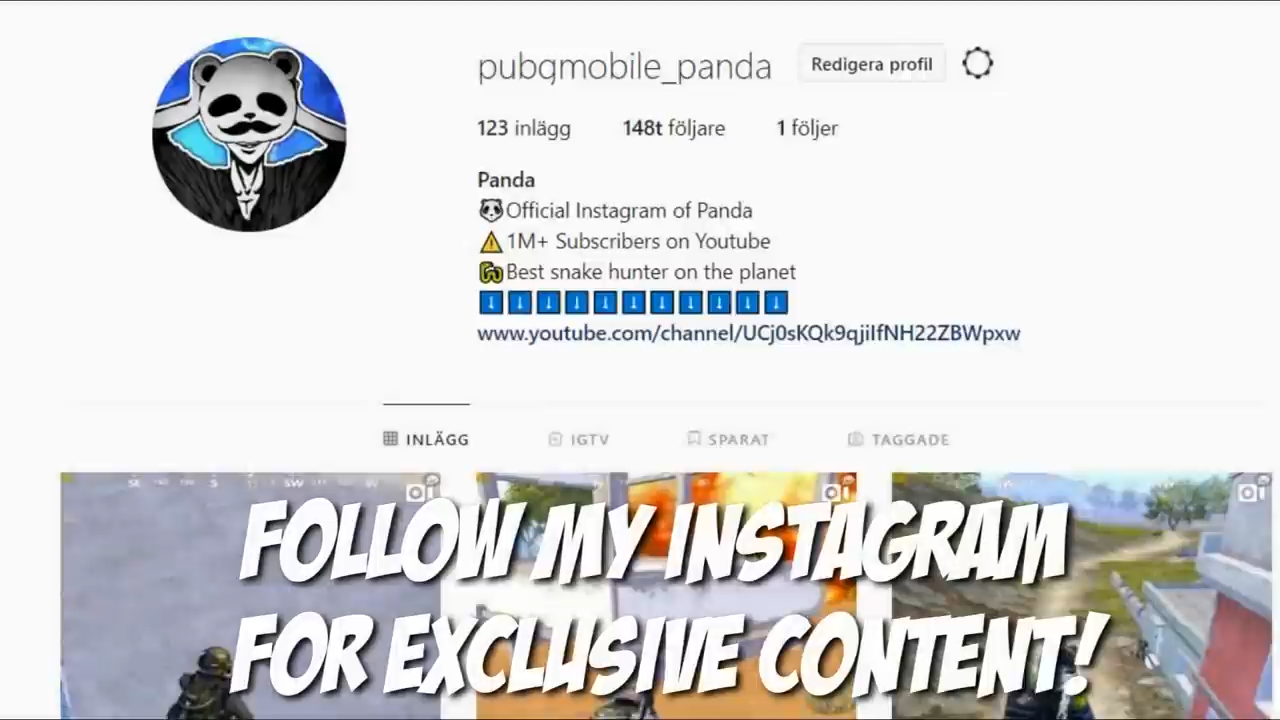 pubgmobile_panda Redigera profil
123 inlägg 148t följare 1 följer
Panda
🐼Official Instagram of Panda
⚠️1M+ Subscribers on Youtube
🐍Best snake hunter on the planet
⬇️⬇️⬇️⬇️⬇️⬇️⬇️⬇️⬇️⬇️⬇️
www.youtube.com/channel/UCj0sKQk9qjiIfNH22ZBWpxw
INLÄGG IGTV SPARAT TAGGADE
SE S SW W
FOLLOW MY INSTAGRAM
FOR EXCLUSIVE CONTENT!